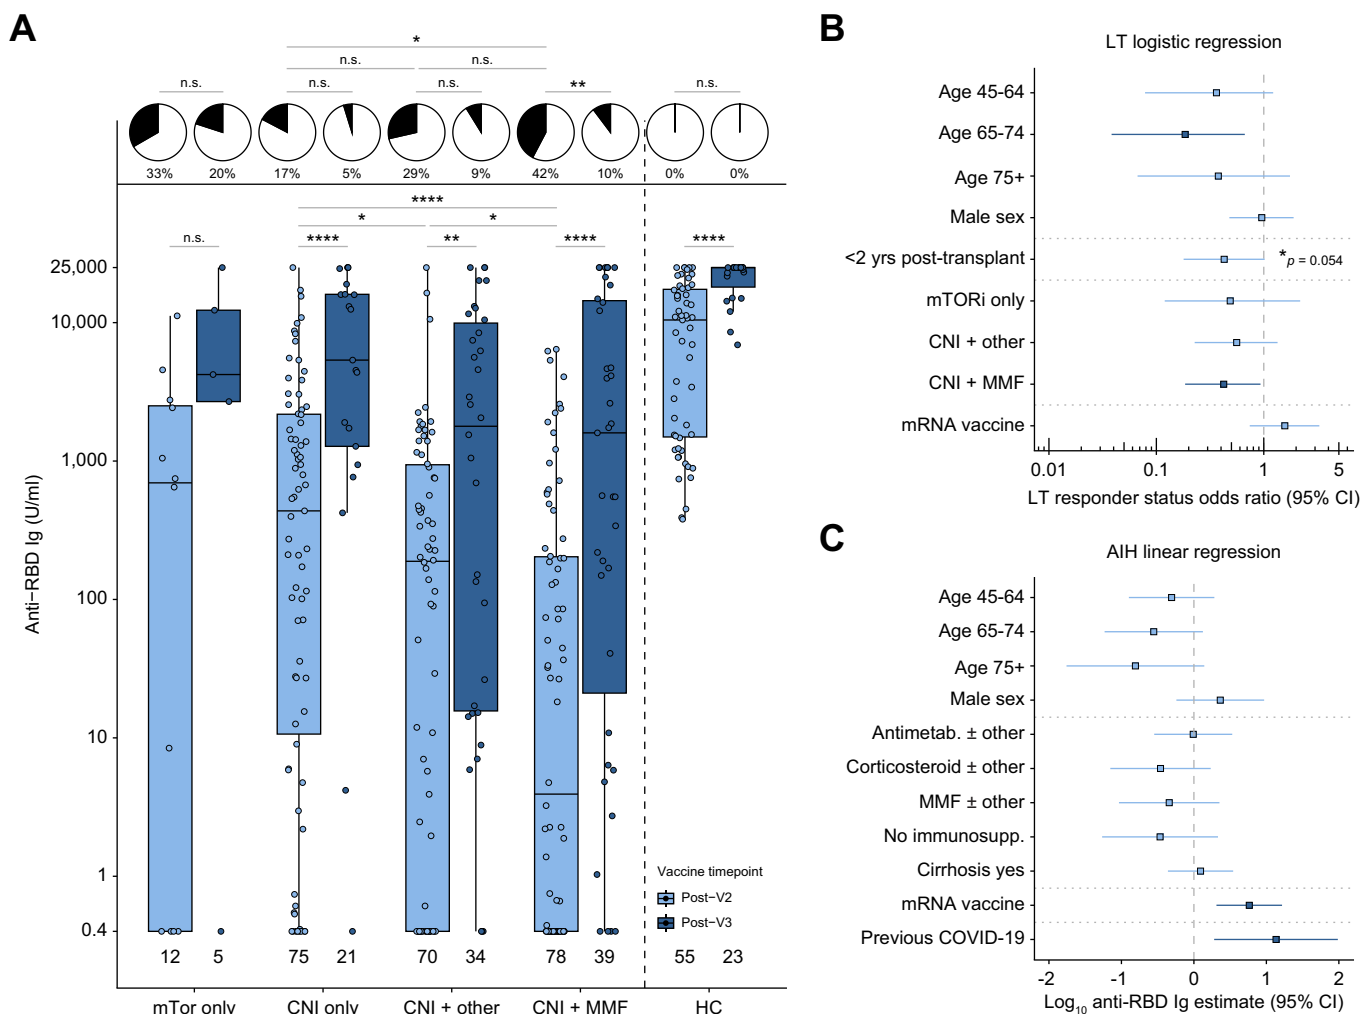 A
*
n.s. n.s.
n.s. n.s. n.s. ** n.s.
33% 20% 17% 5% 29% 9% 42% 10% 0% 0%
****
* *
n.s. **** ** **** ****
25,000
10,000
1,000
100
10
1
0.4
Anti−RBD Ig (U/ml)
Vaccine timepoint
Post−V2
Post−V3
12 5 75 21 70 34 78 39 55 23
mTor only CNI only CNI + other CNI + MMF HC
B
LT logistic regression
Age 45-64
Age 65-74
Age 75+
Male sex
<2 yrs post-transplant
*p = 0.054
mTORi only
CNI + other
CNI + MMF
mRNA vaccine
0.01 0.1 1 5
LT responder status odds ratio (95% CI)
C
AIH linear regression
Age 45-64
Age 65-74
Age 75+
Male sex
Antimetab. ± other
Corticosteroid ± other
MMF ± other
No immunosupp.
Cirrhosis yes
mRNA vaccine
Previous COVID-19
-2 -1 0 1 2
Log10 anti-RBD Ig estimate (95% CI)